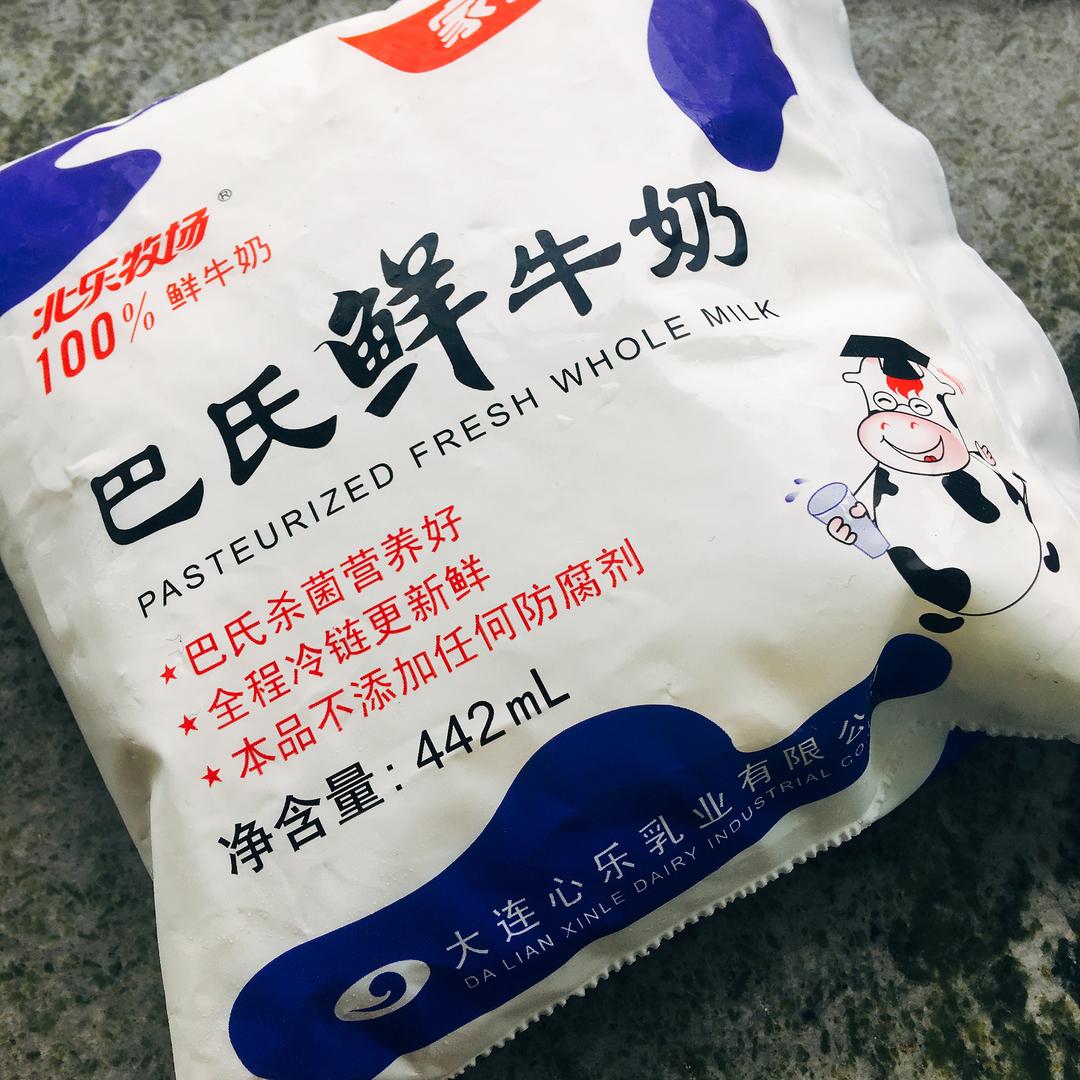 家
北乐牧场®
100% 鲜牛奶
巴氏鲜牛奶
PASTEURIZED FRESH WHOLE MILK
★巴氏杀菌营养好
★全程冷链更新鲜
★本品不添加任何防腐剂
净含量:442mL
大连心乐乳业有限公
DA LIAN XINLE DAIRY INDUSTRIAL CO